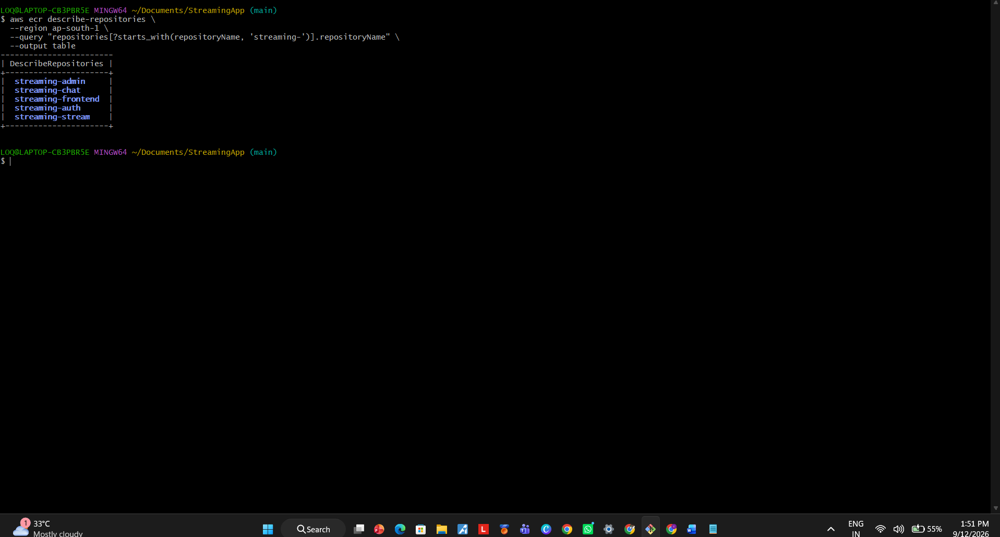 LOQ@LAPTOP-CB3PBR5E MINGW64 ~/Documents/StreamingApp (main)
$ aws ecr describe-repositories \
  --region ap-south-1 \
  --query "repositories[?starts_with(repositoryName, 'streaming-')].repositoryName" \
  --output table
------------------------
| DescribeRepositories |
+----------------------+
|  streaming-admin     |
|  streaming-chat      |
|  streaming-frontend  |
|  streaming-auth      |
|  streaming-stream    |
+----------------------+
LOQ@LAPTOP-CB3PBR5E MINGW64 ~/Documents/StreamingApp (main)
$
1
33°C
Mostly cloudy
Search
ENG
IN
55%
1:51 PM
9/12/2026